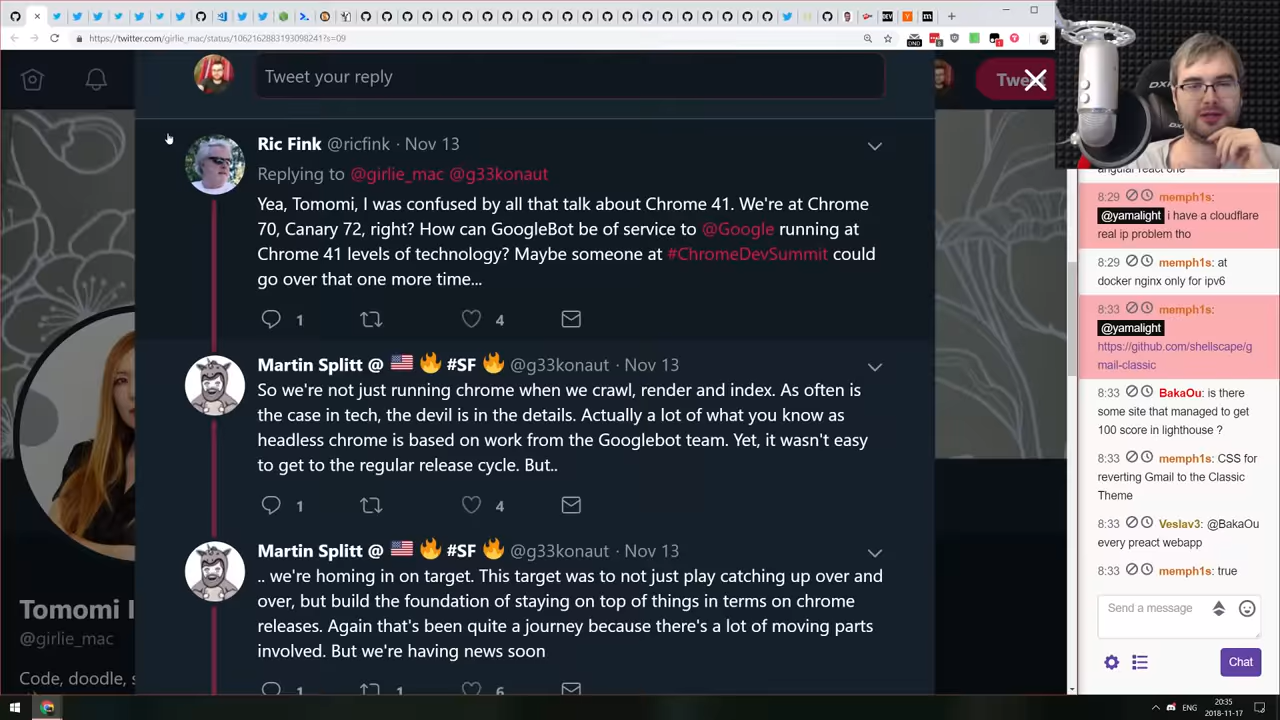 https://twitter.com/girlie_mac/status/1062162883193098241?s=09
DND
Tweet your reply
Tweet
DX
Ric Fink @ricfink · Nov 13
Replying to @girlie_mac @g33konaut
Yea, Tomomi, I was confused by all that talk about Chrome 41. We're at Chrome
70, Canary 72, right? How can GoogleBot be of service to @Google running at
Chrome 41 levels of technology? Maybe someone at #ChromeDevSummit could
go over that one more time...
1 4
Martin Splitt @ 🇺🇸 🔥 #SF 🔥 @g33konaut · Nov 13
So we're not just running chrome when we crawl, render and index. As often is
the case in tech, the devil is in the details. Actually a lot of what you know as
headless chrome is based on work from the Googlebot team. Yet, it wasn't easy
to get to the regular release cycle. But..
1 4
Martin Splitt @ 🇺🇸 🔥 #SF 🔥 @g33konaut · Nov 13
.. we're homing in on target. This target was to not just play catching up over and
over, but build the foundation of staying on top of things in terms on chrome
releases. Again that's been quite a journey because there's a lot of moving parts
involved. But we're having news soon
1 1 6
Tomomi I
@girlie_mac
Code, doodle, s
angular react one
8:29 memph1s:
@yamalight i have a cloudflare
real ip problem tho
8:29 memph1s: at
docker nginx only for ipv6
8:33 memph1s:
@yamalight
https://github.com/shellscape/g
mail-classic
8:33 BakaOu: is there
some site that managed to get
100 score in lighthouse ?
8:33 memph1s: CSS for
reverting Gmail to the Classic
Theme
8:33 Veslav3: @BakaOu
every preact webapp
8:33 memph1s: true
Send a message
Chat
ENG
20:35
2018-11-17